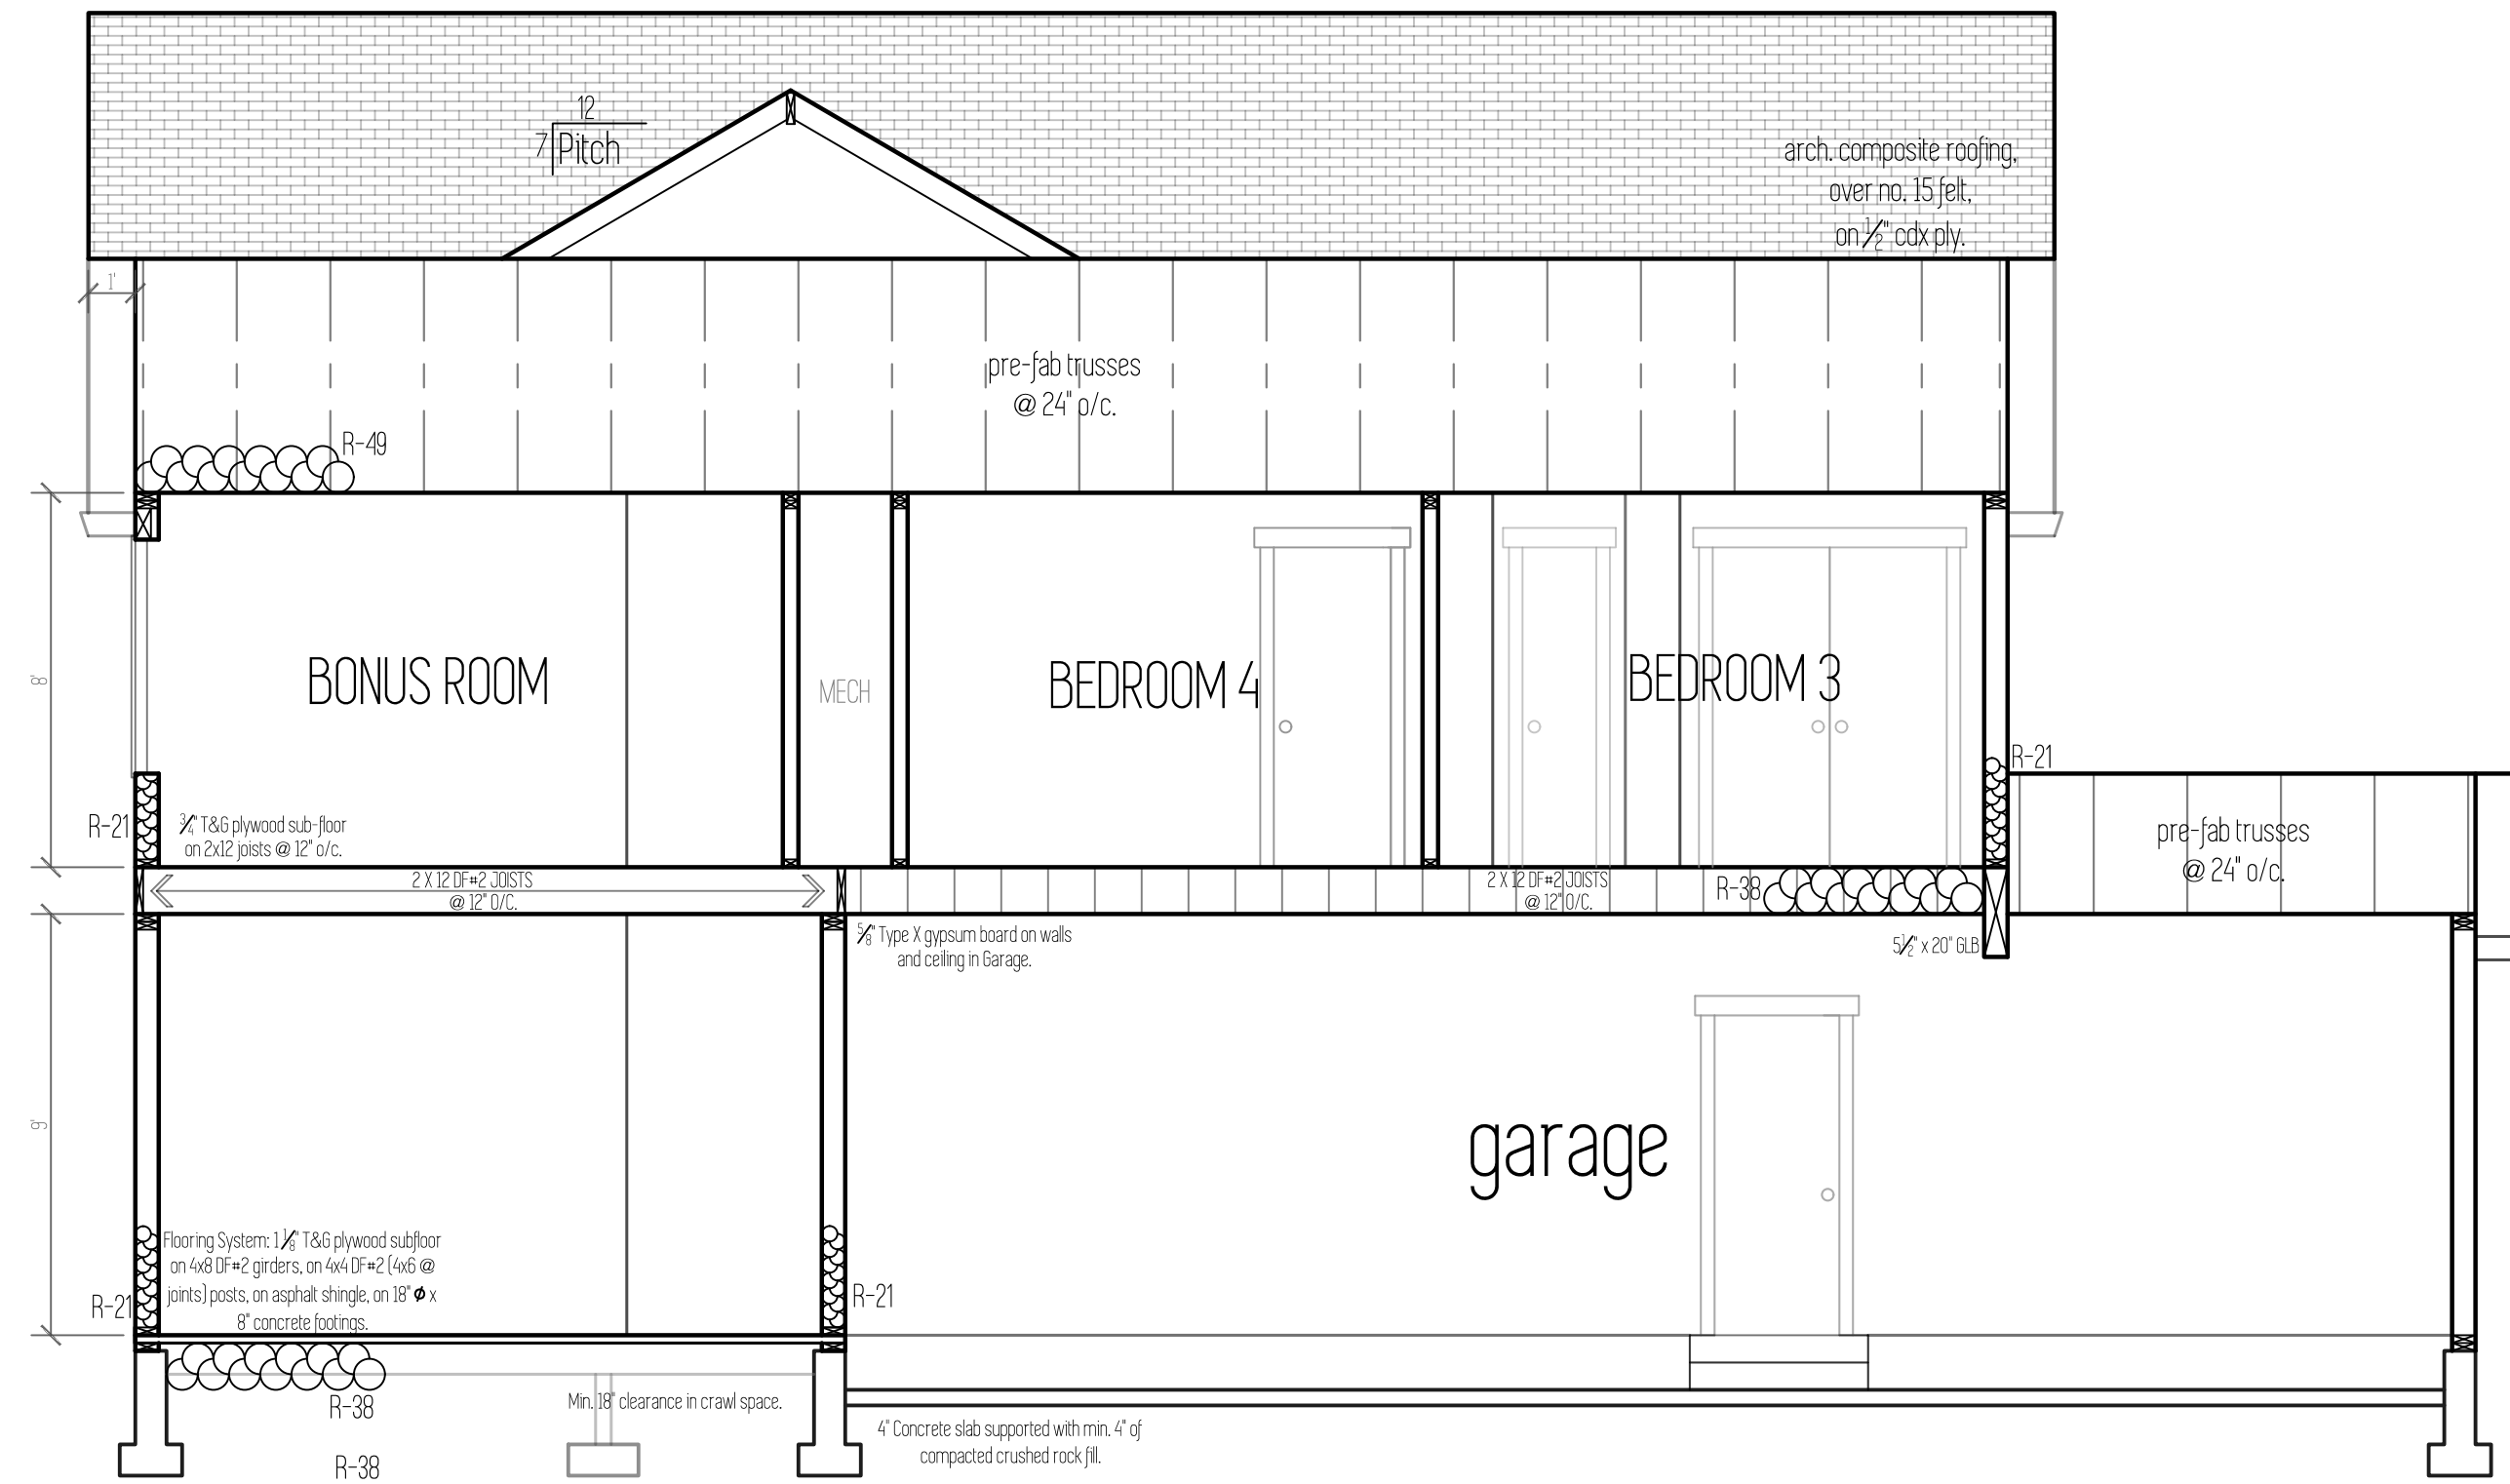 12
7 Pitch
arch. composite roofing,
over no. 15 felt,
on 1/2" cdx ply.
1'
pre-fab trusses
@ 24" o/c.
R-49
8'
BONUS ROOM
MECH
BEDROOM 4
BEDROOM 3
R-21
R-21
3/4" T&G plywood sub-floor
on 2x12 joists @ 12" o/c.
pre-fab trusses
@ 24" o/c.
2 X 12 DF#2 JOISTS
@ 12" O/C.
2 X 12 DF#2 JOISTS
@ 12" O/C.
R-38
5/8" Type X gypsum board on walls
and ceiling in Garage.
5 1/2" x 20" GLB
9'
garage
Flooring System: 1 1/8" T&G plywood subfloor
on 4x8 DF#2 girders, on 4x4 DF#2 (4x6 @
joints) posts, on asphalt shingle, on 18" Ø x
8" concrete footings.
R-21
R-21
R-38
Min. 18" clearance in crawl space.
4" Concrete slab supported with min. 4" of
compacted crushed rock fill.
R-38